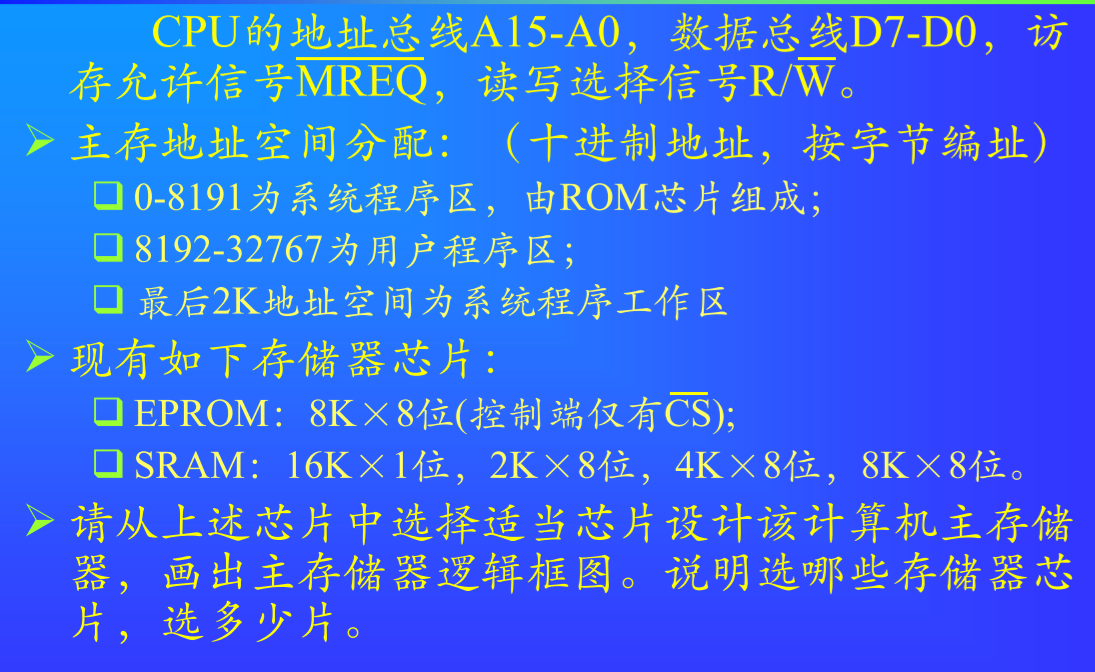 CPU的地址总线A15-A0，数据总线D7-D0，访
存允许信号M̅R̅E̅Q̅，读写选择信号R/W̅。
➢ 主存地址空间分配：（十进制地址，按字节编址）
❑ 0-8191为系统程序区，由ROM芯片组成；
❑ 8192-32767为用户程序区；
❑ 最后2K地址空间为系统程序工作区
➢ 现有如下存储器芯片：
❑ EPROM：8K×8位(控制端仅有C̅S̅);
❑ SRAM：16K×1位，2K×8位，4K×8位，8K×8位。
➢ 请从上述芯片中选择适当芯片设计该计算机主存储
器，画出主存储器逻辑框图。说明选哪些存储器芯
片，选多少片。